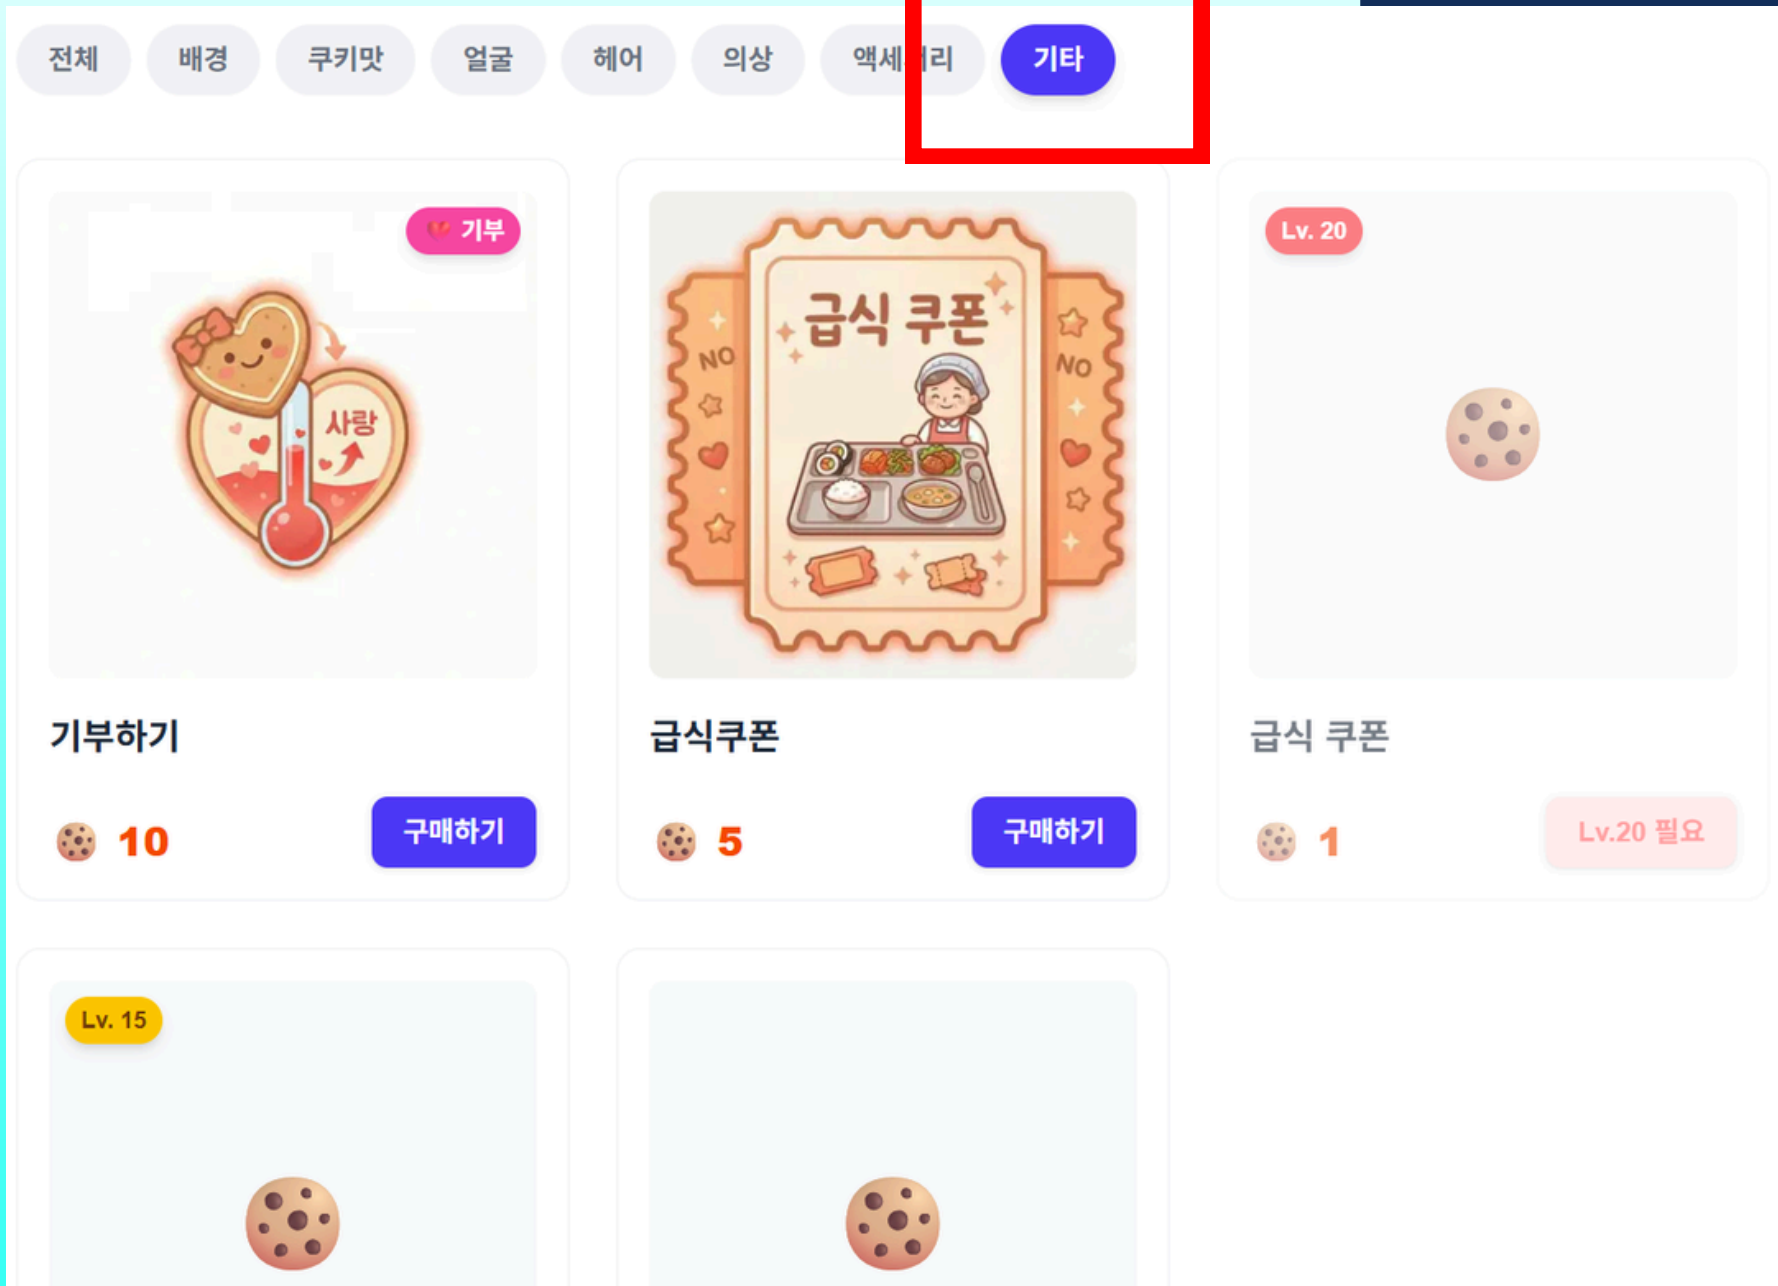 전체 배경 쿠키맛 얼굴 헤어 의상 액세 리 기타
기부
사랑
기부하기
10 구매하기
급식 쿠폰
NO
NO
급식쿠폰
5 구매하기
Lv. 20
급식 쿠폰
1 Lv.20 필요
Lv. 15